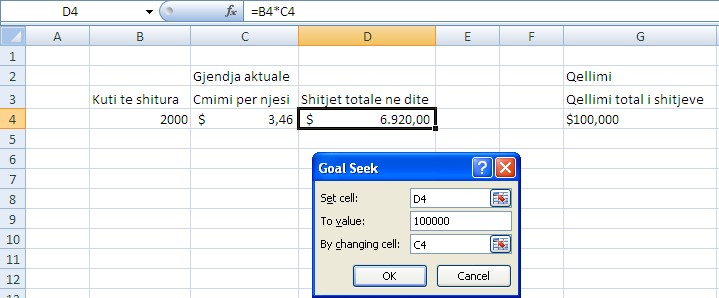 D4 fx =B4*C4
A B C D E F G
1
2 Gjendja aktuale Qellimi
3 Kuti te shitura Cmimi per njesi Shitjet totale ne dite Qellimi total i shitjeve
4 2000 $ 3,46 $ 6.920,00 $100,000
5
6
7
8
9
10
11
12
Goal Seek
Set cell: D4
To value: 100000
By changing cell: C4
OK Cancel